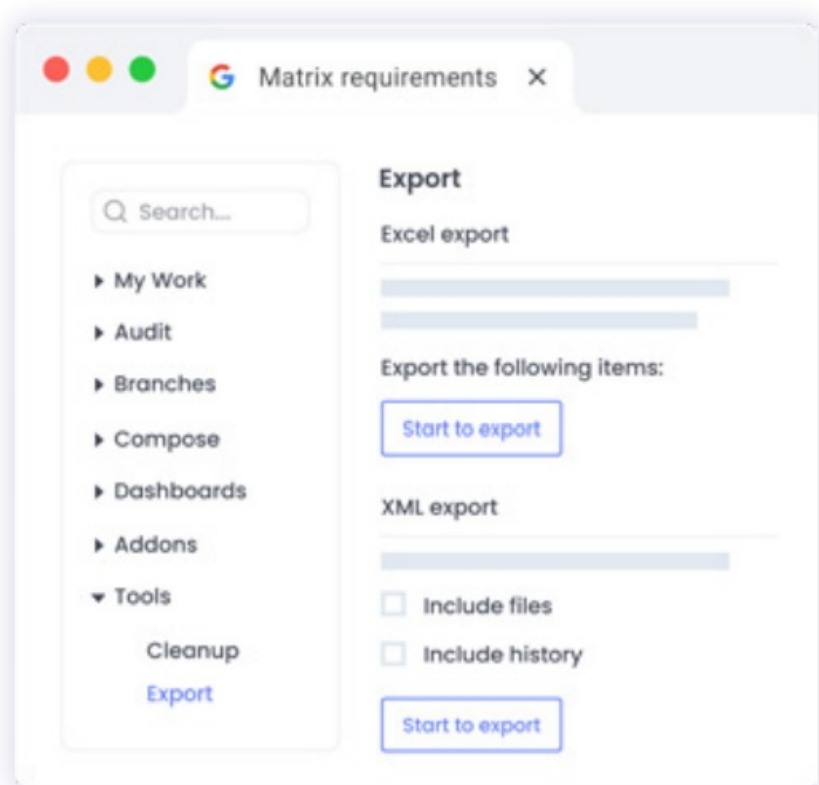 Matrix requirements
Search...
My Work
Audit
Branches
Compose
Dashboards
Addons
Tools
Cleanup
Export
Export
Excel export
Export the following items:
Start to export
XML export
Include files
Include history
Start to export